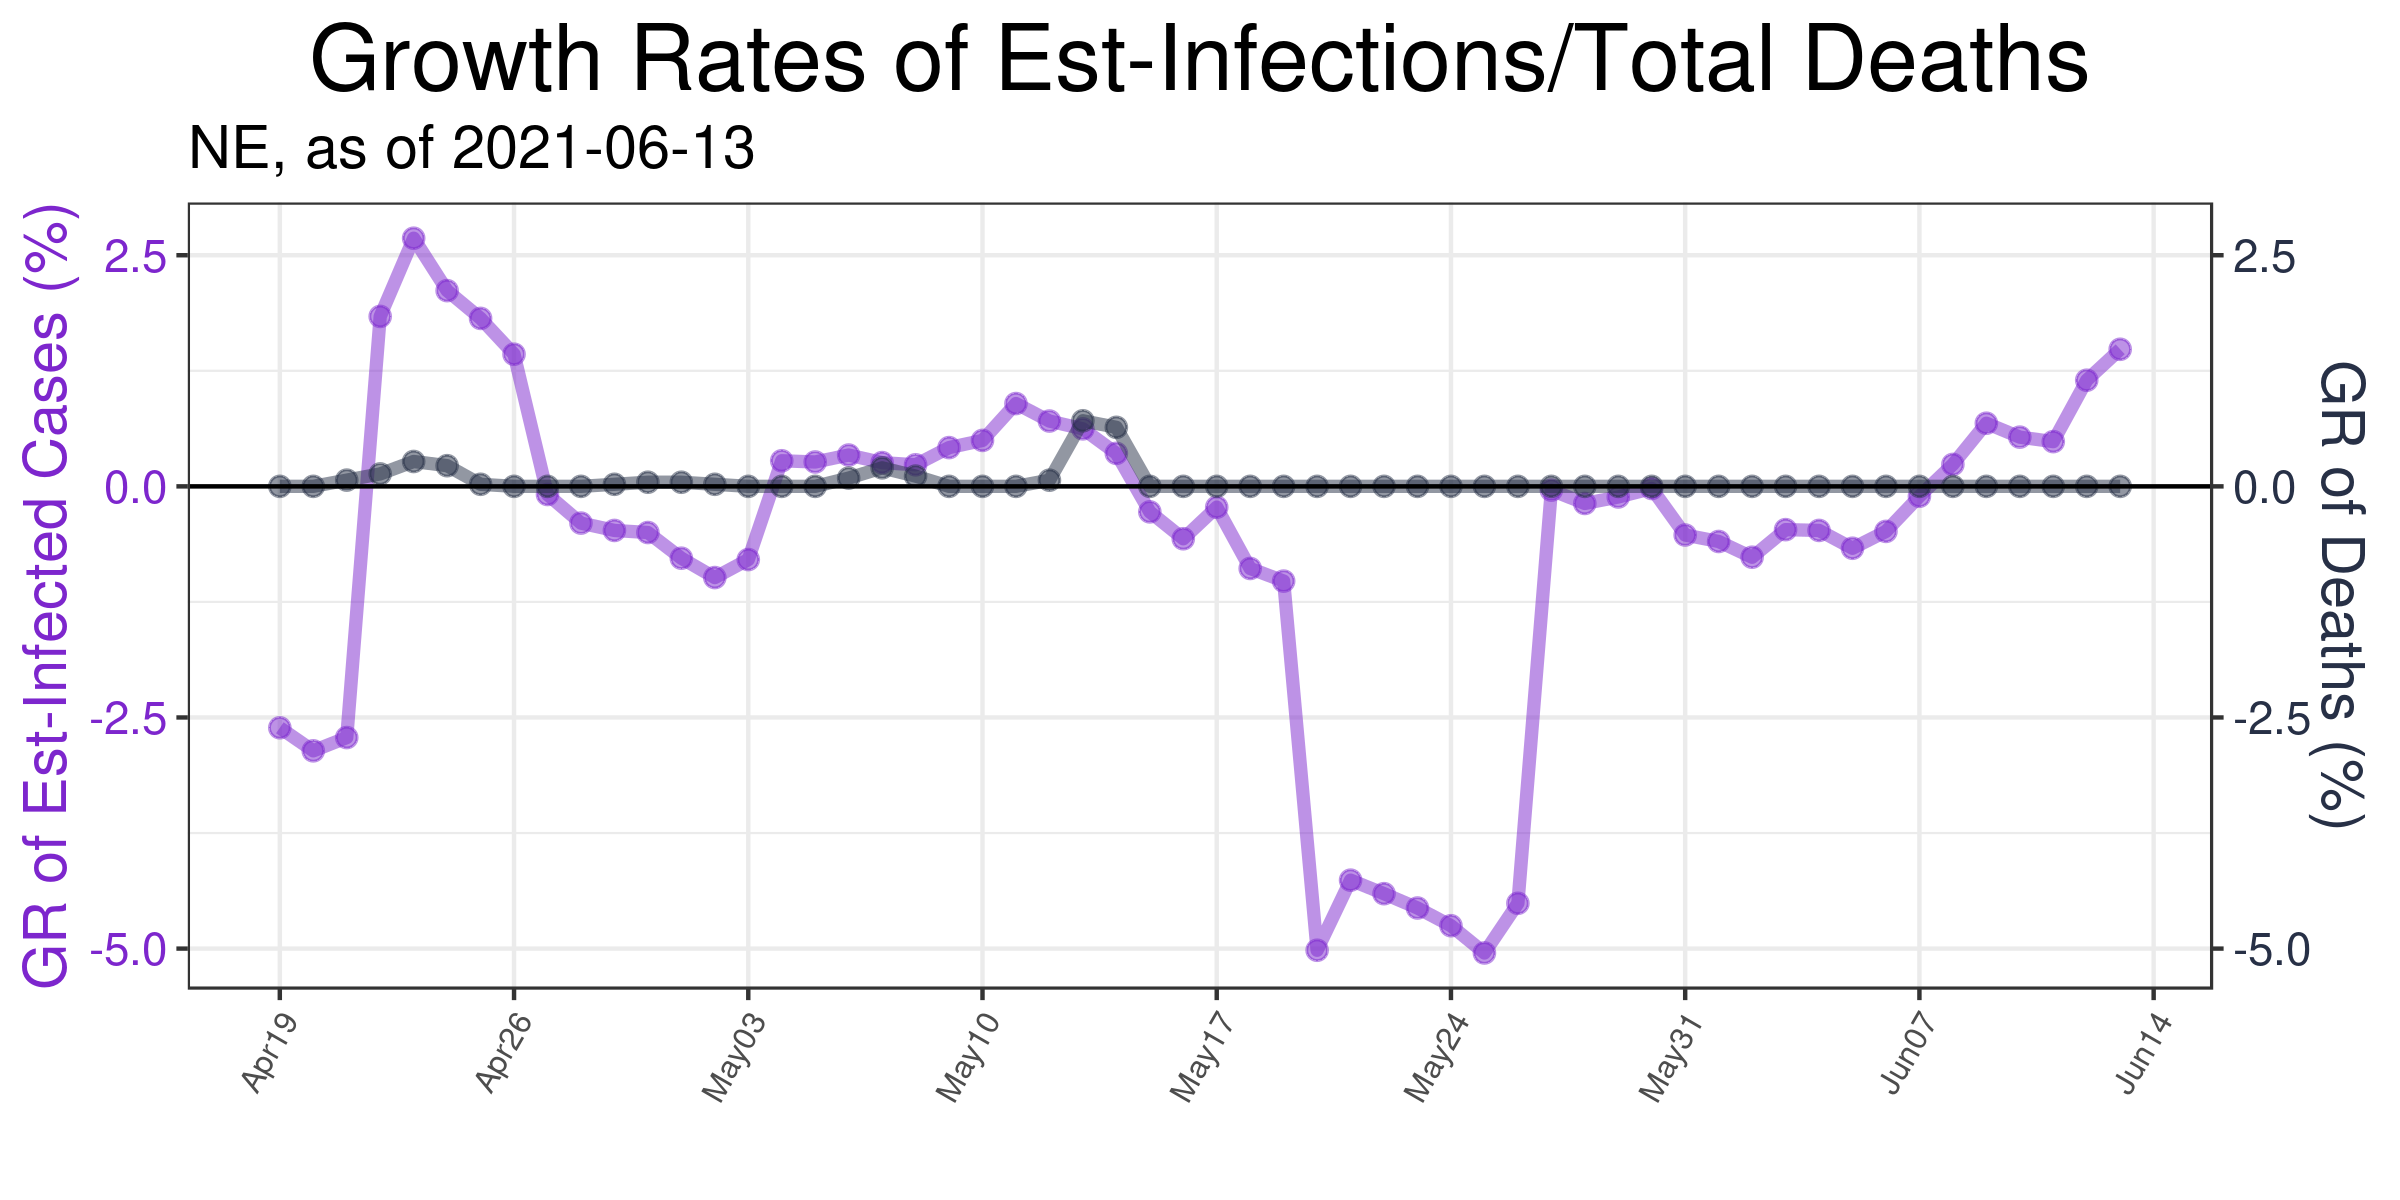 Growth Rates of Est-Infections/Total Deaths
NE, as of 2021-06-13
GR of Est-Infected Cases (%)
2.5
0.0
-2.5
-5.0
2.5
0.0
-2.5
-5.0
GR of Deaths (%)
Apr19
Apr26
May03
May10
May17
May24
May31
Jun07
Jun14